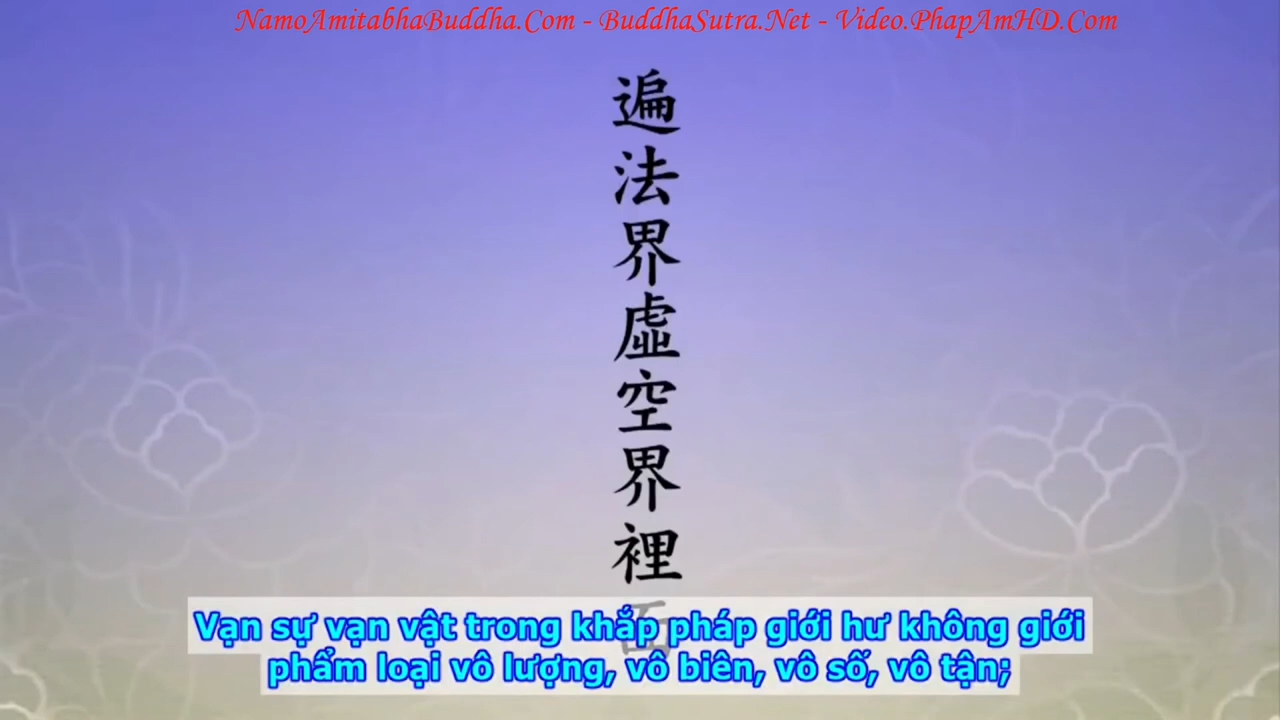 NamoAmitabhaBuddha.Com - BuddhaSutra.Net - Video.PhapAmHD.Com
遍法界虛空界裡面
Vạn sự vạn vật trong khắp pháp giới hư không giới
phẩm loại vô lượng, vô biên, vô số, vô tận;